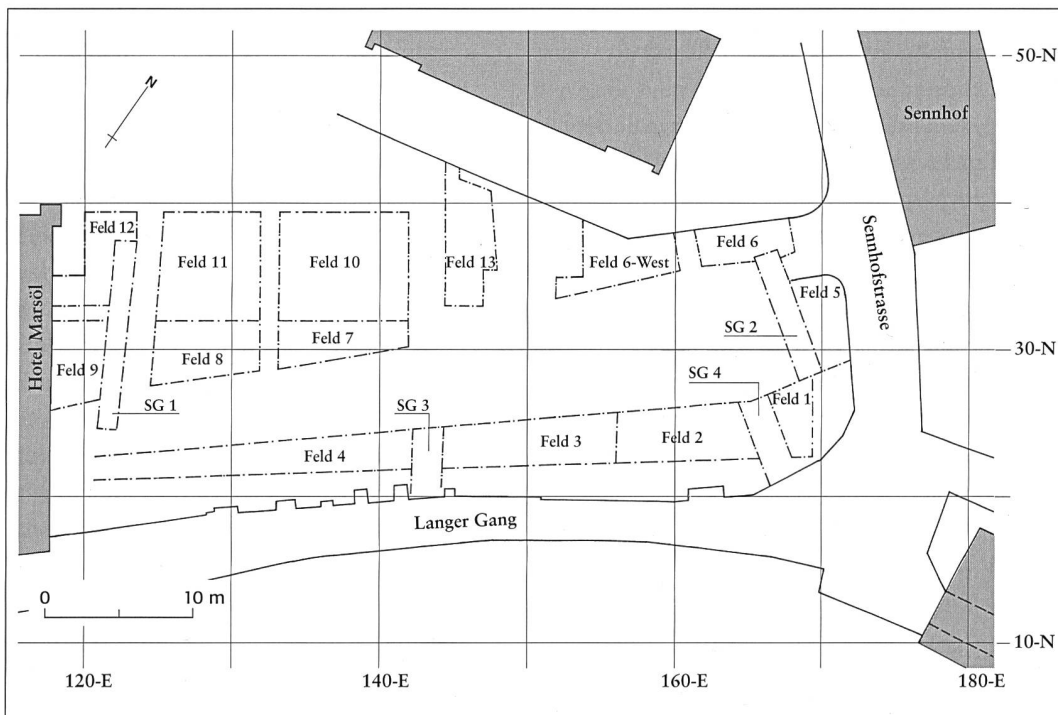 50-N
N
Sennhof
Feld 12
Feld 11
Feld 10
Feld 13
Feld 6-West
Feld 6
Feld 5
Sennhofstrasse
Hotel Marsöl
Feld 9
Feld 8
Feld 7
SG 2
30-N
SG 1
SG 3
SG 4
Feld 1
Feld 4
Feld 3
Feld 2
Langer Gang
0
10 m
10-N
120-E
140-E
160-E
180-E